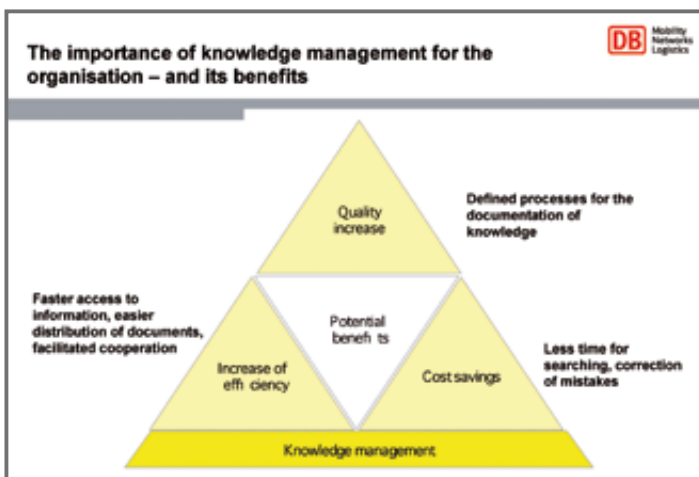 The importance of knowledge management for the
organisation – and its benefits
DB
Mobility
Networks
Logistics
Quality
increase
Defined processes for the
documentation of
knowledge
Faster access to
information, easier
distribution of documents,
facilitated cooperation
Potential
benefi ts
Increase of
effi ciency
Cost savings
Less time for
searching, correction
of mistakes
Knowledge management